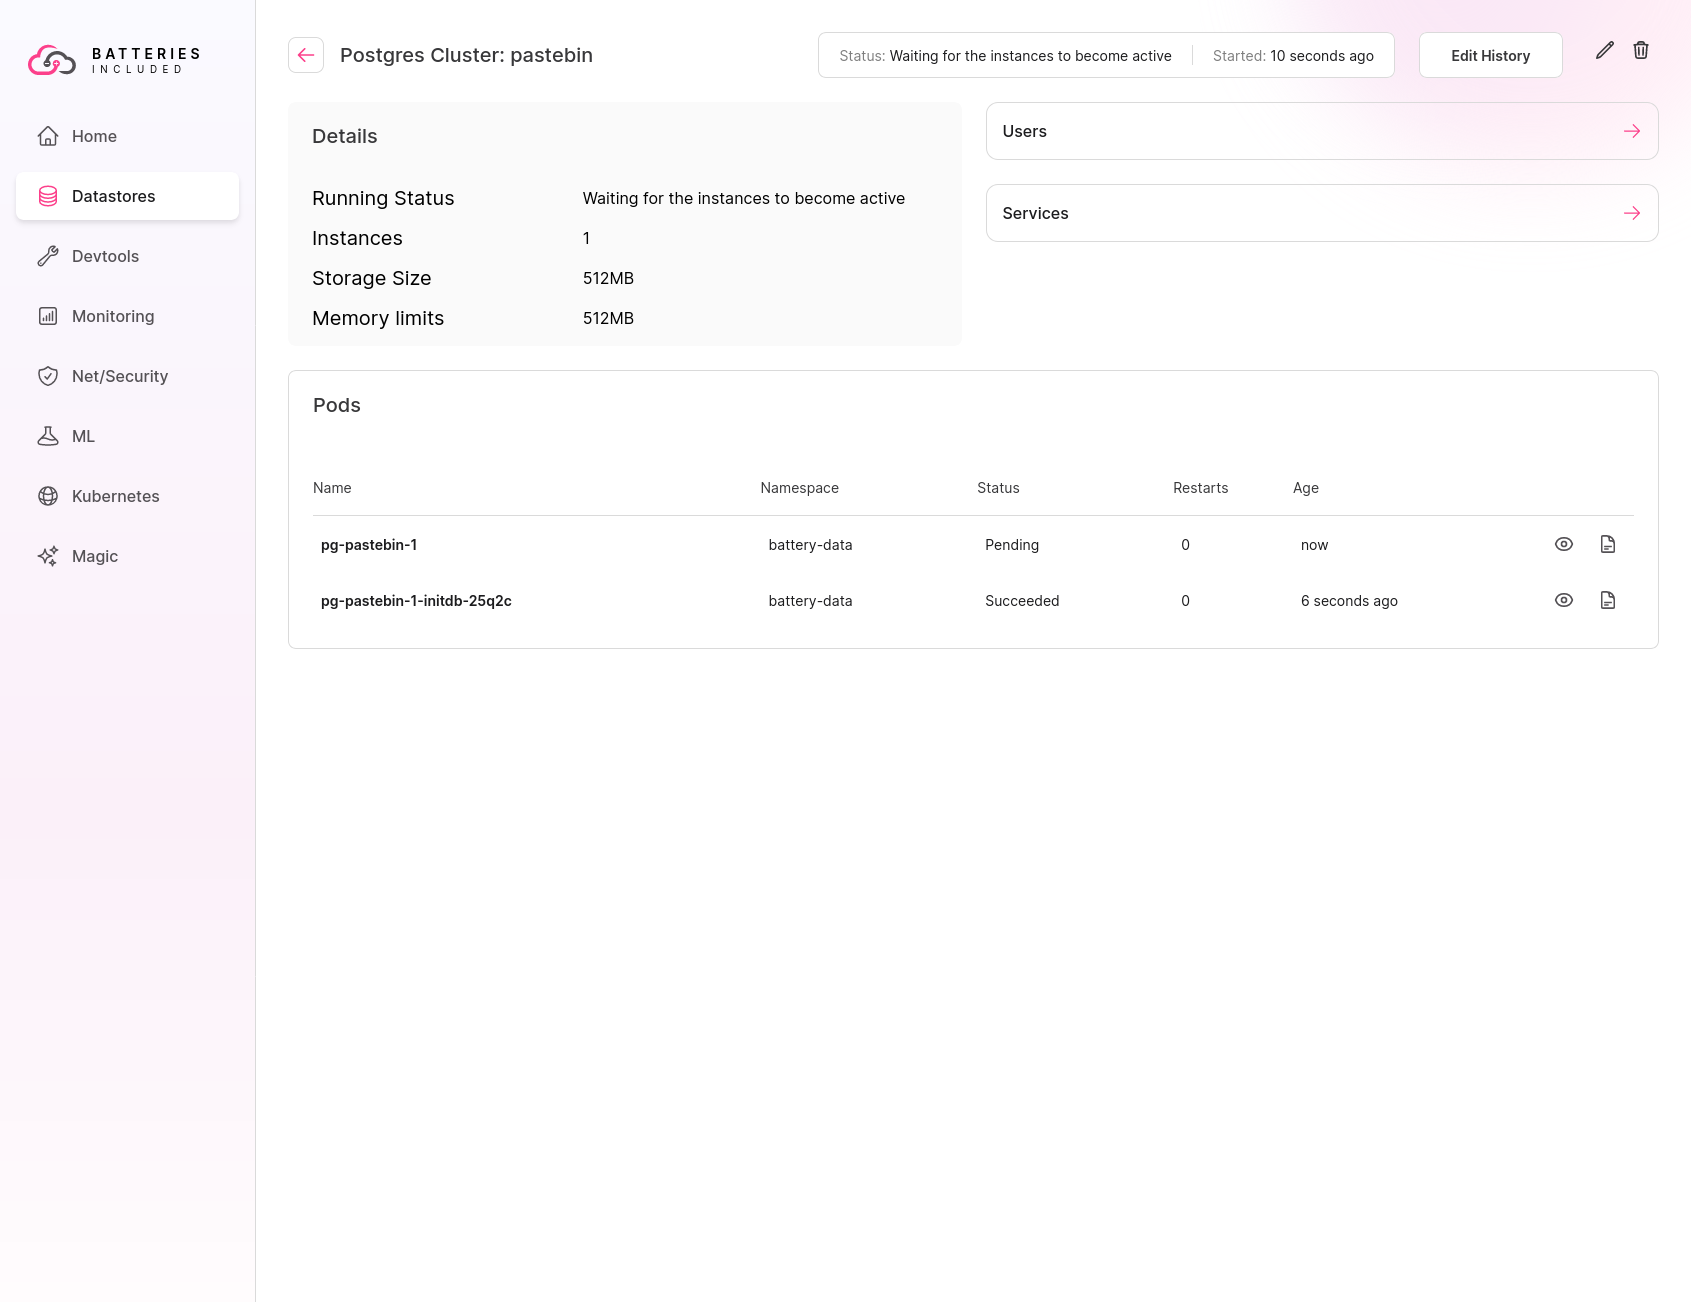 BATTERIES
INCLUDED
Home
Datastores
Devtools
Monitoring
Net/Security
ML
Kubernetes
Magic
Postgres Cluster: pastebin
Status: Waiting for the instances to become active
Started: 10 seconds ago
Edit History
Details
Running Status Waiting for the instances to become active
Instances 1
Storage Size 512MB
Memory limits 512MB
Users
Services
Pods
Name Namespace Status Restarts Age
pg-pastebin-1 battery-data Pending 0 now
pg-pastebin-1-initdb-25q2c battery-data Succeeded 0 6 seconds ago